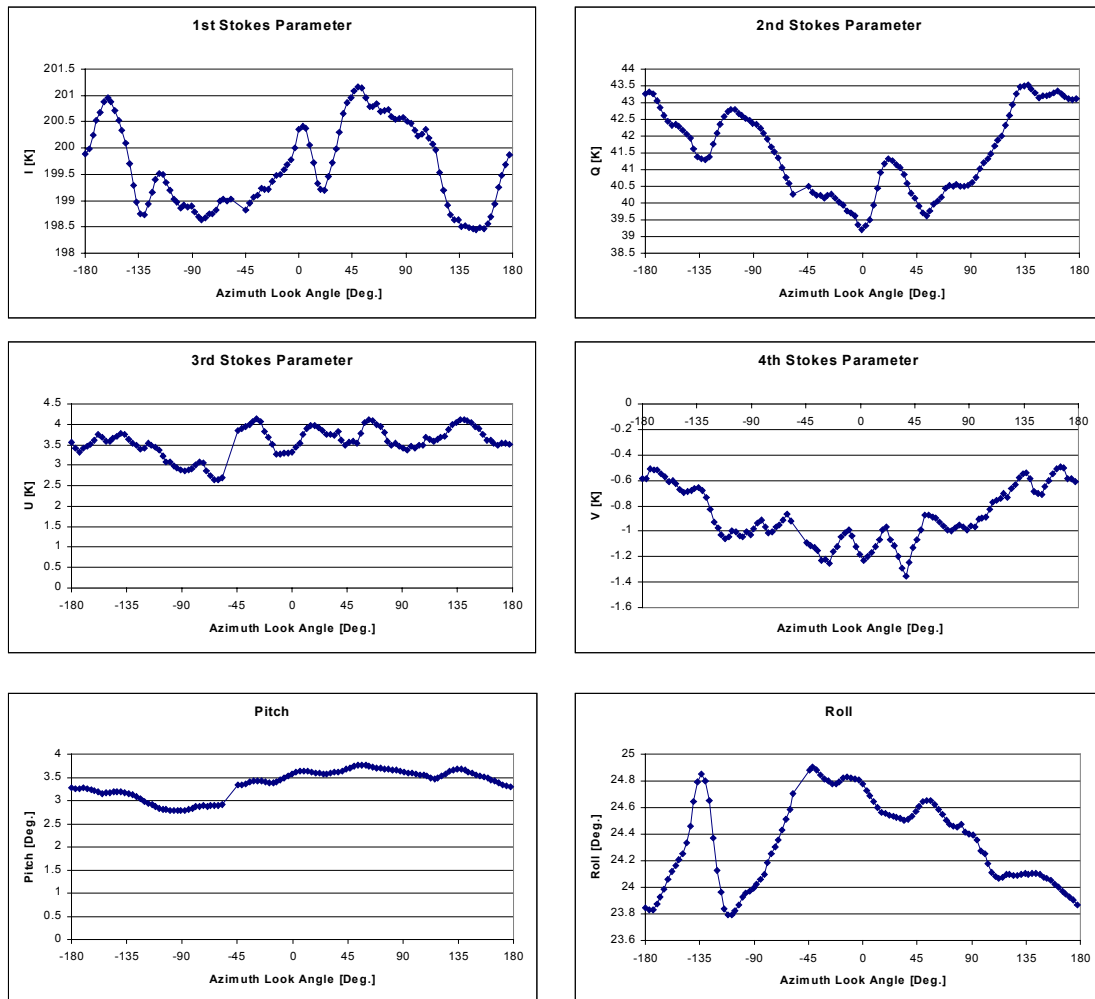 1st Stokes Parameter
201.5
201
200.5
200
199.5
199
198.5
198
I [K]
-180 -135 -90 -45 0 45 90 135 180
Azimuth Look Angle [Deg.]
2nd Stokes Parameter
44
43.5
43
42.5
42
41.5
41
40.5
40
39.5
39
38.5
Q [K]
-180 -135 -90 -45 0 45 90 135 180
Azimuth Look Angle [Deg.]
3rd Stokes Parameter
4.5
4
3.5
3
2.5
2
1.5
1
0.5
0
U [K]
-180 -135 -90 -45 0 45 90 135 180
Azimuth Look Angle [Deg.]
4th Stokes Parameter
0
-180 -135 -90 -45 0 45 90 135 180
-0.2
-0.4
-0.6
-0.8
-1
-1.2
-1.4
-1.6
V [K]
Azimuth Look Angle [Deg.]
Pitch
4
3.5
3
2.5
2
1.5
1
0.5
0
Pitch [Deg.]
-180 -135 -90 -45 0 45 90 135 180
Azimuth Look Angle [Deg.]
Roll
25
24.8
24.6
24.4
24.2
24
23.8
23.6
Roll [Deg.]
-180 -135 -90 -45 0 45 90 135 180
Azimuth Look Angle [Deg.]